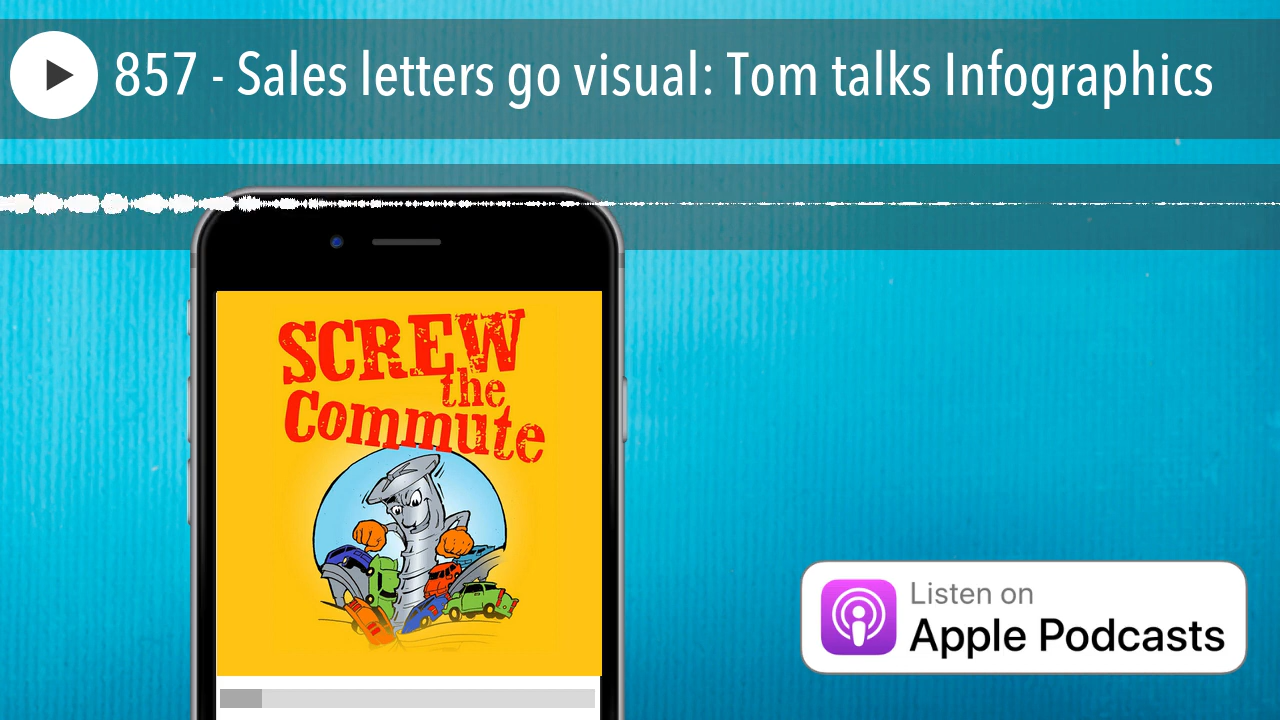 857 - Sales letters go visual: Tom talks Infographics
SCREW
the
Commute
Listen on
Apple Podcasts